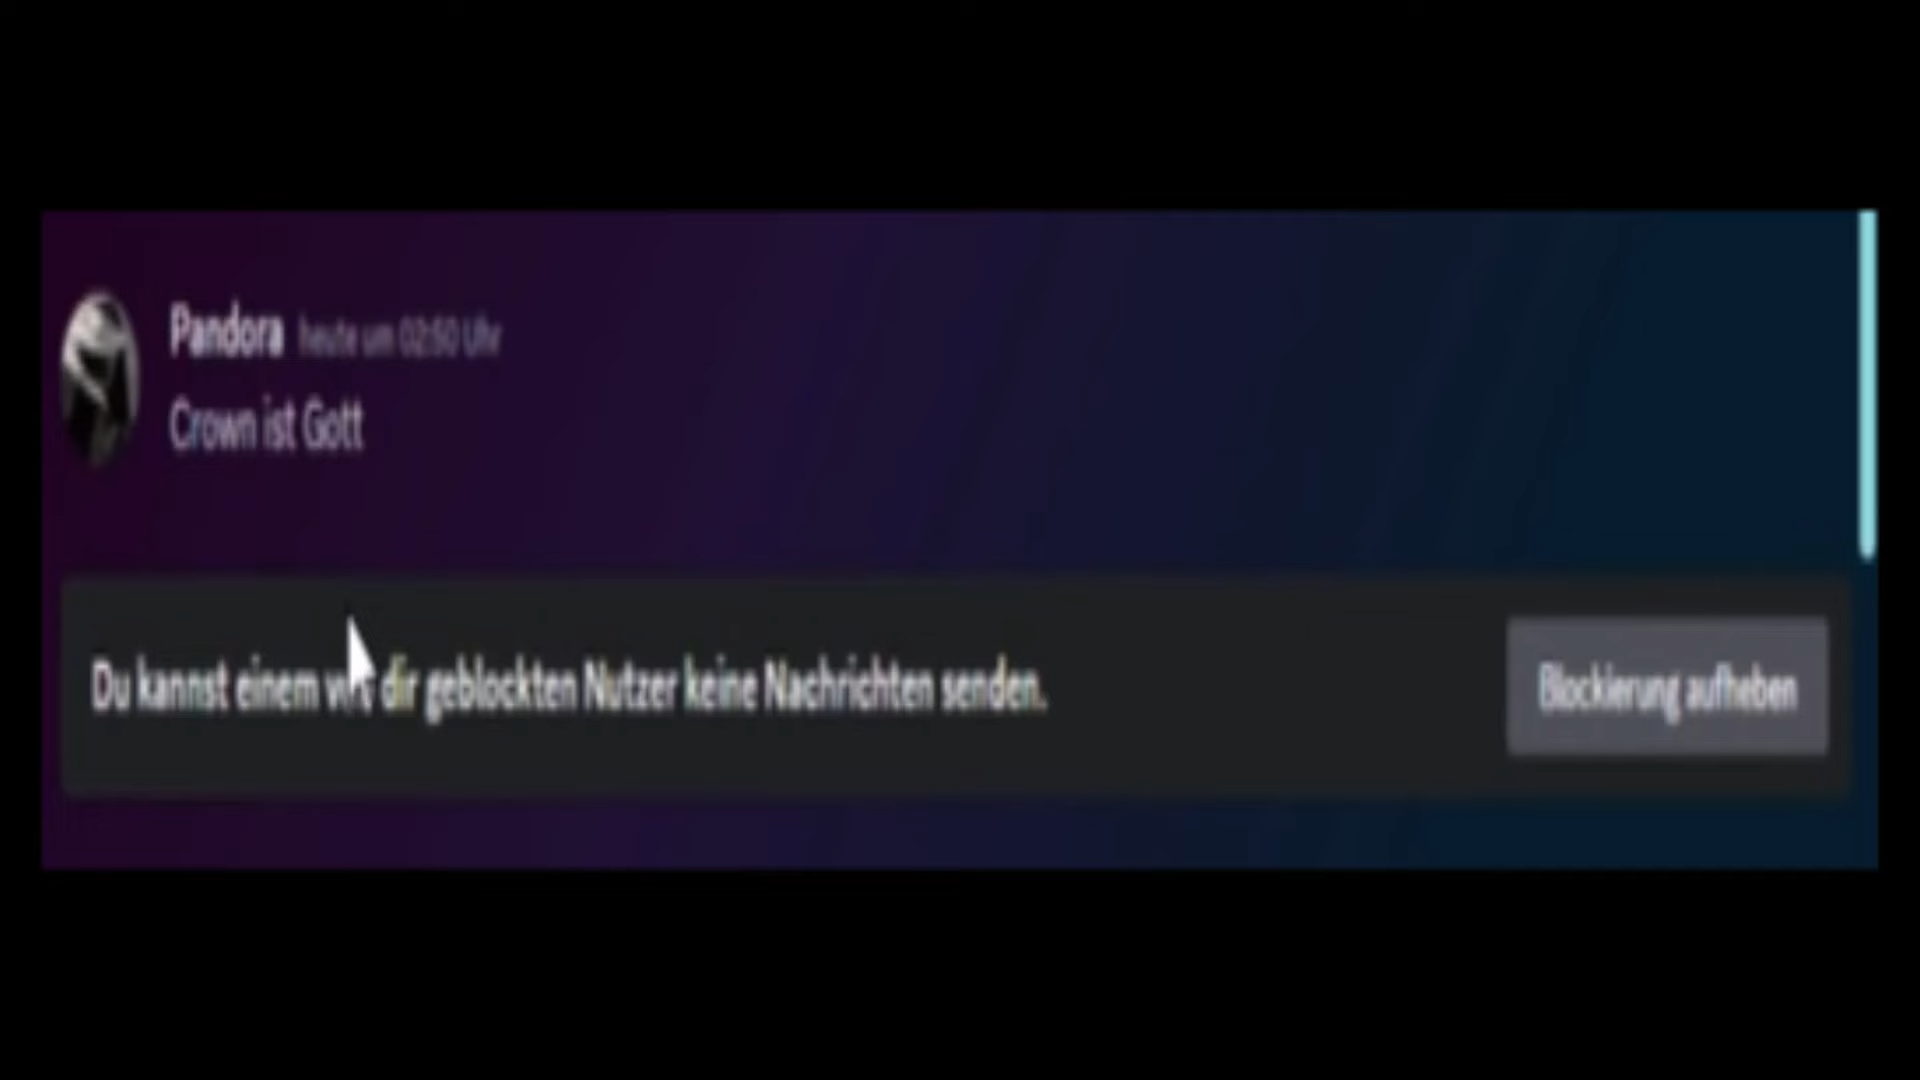 Pandora heute um 02:50 Uhr
Crown ist Gott
Du kannst einem dir geblockten Nutzer keine Nachrichten senden.
Blockierung aufheben